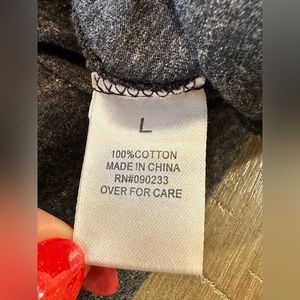 L
100%COTTON
MADE IN CHINA
RN#090233
OVER FOR CARE